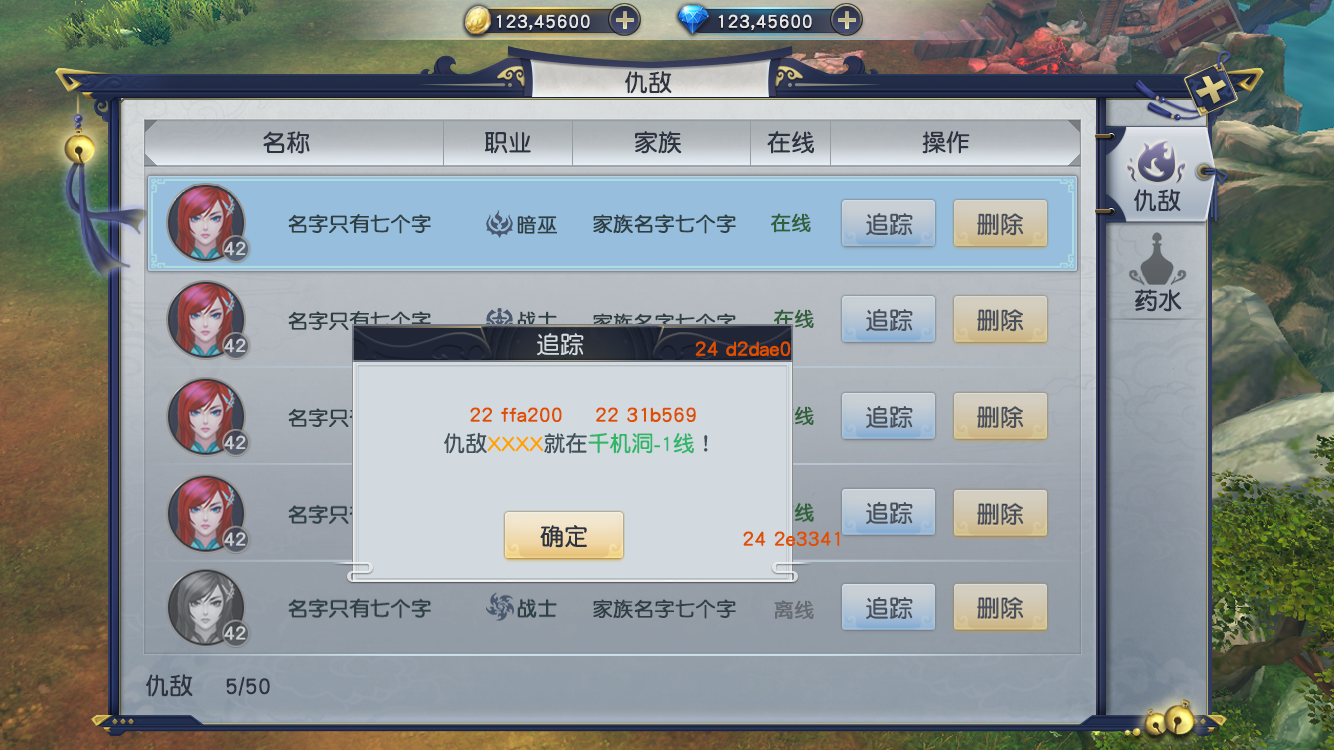 123,45600 123,45600
仇敌
名称 职业 家族 在线 操作
42 名字只有七个字 暗巫 家族名字七个字 在线 追踪 删除
仇敌
药水
42 名字只有七个字 战士 家族名字七个字 在线 追踪 删除
追踪 24 d2dae0
22 ffa200 22 31b569
42 名字只 线 追踪 删除
仇敌XXXX就在千机洞-1线！
42 名字只 线 追踪 删除
确定 24 2e3341
42 名字只有七个字 战士 家族名字七个字 离线 追踪 删除
仇敌 5/50